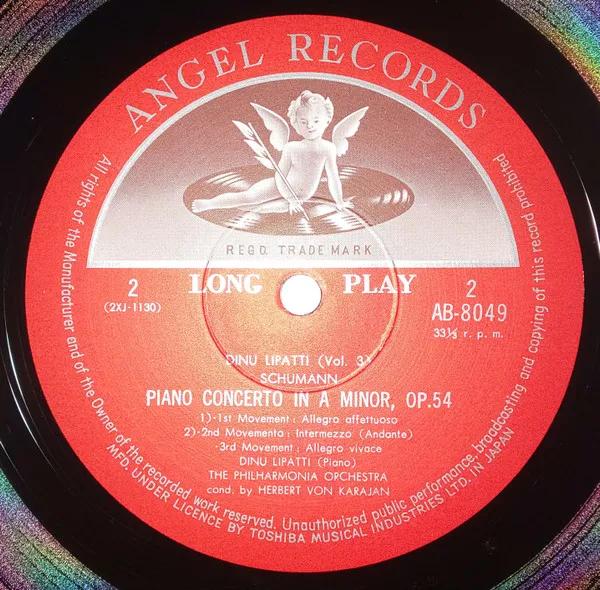 ANGEL RECORDS
REGD. TRADE MARK
2 LONG PLAY 2
(2XJ-1130) AB-8049
33⅓ r. p. m.
DINU LIPATTI (Vol. 3)
SCHUMANN
PIANO CONCERTO IN A MINOR, OP.54
1)-1st Movement : Allegro affettuoso
2)-2nd Movemento : Intermezzo (Andante)
-3rd Movement : Allegro vivace
DINU LIPATTI (Piano)
THE PHILHARMONIA ORCHESTRA
cond. by HERBERT VON KARAJAN
All rights of the Manufacturer and of the Owner of the recorded work reserved. Unauthorized public performance, broadcasting and copying of this record prohibited
MFD. UNDER LICENCE BY TOSHIBA MUSICAL INDUSTRIES LTD. IN JAPAN